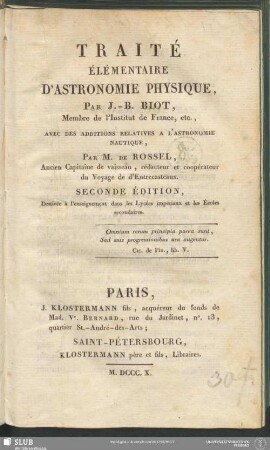 TRAITÉ
ÉLÉMENTAIRE
D'ASTRONOMIE PHYSIQUE,
PAR J.-B. BIOT,
Membre de l'Institut de France, etc.,
AVEC DES ADDITIONS RELATIVES A L'ASTRONOMIE
NAUTIQUE,
PAR M. DE ROSSEL,
Ancien Capitaine de vaisseau, rédacteur et coopérateur
du Voyage de d'Entrecasteaux.
SECONDE ÉDITION,
Destinée à l'enseignement dans les Lycées impériaux et les Ecoles
secondaires.
Omnium rerum principia parva sunt,
sed suis progressionibus usa augentur.
CIC. de Fin., lib. V.
PARIS,
J. KLOSTERMANN fils, acquéreur du fonds de
Mad. Ve. BERNARD, rue du Jardinet, n°. 13,
quartier St.-André-des-Arts;
SAINT-PÉTERSBOURG,
KLOSTERMANN père et fils, Libraires.
M. DCCC. X.
SLUB